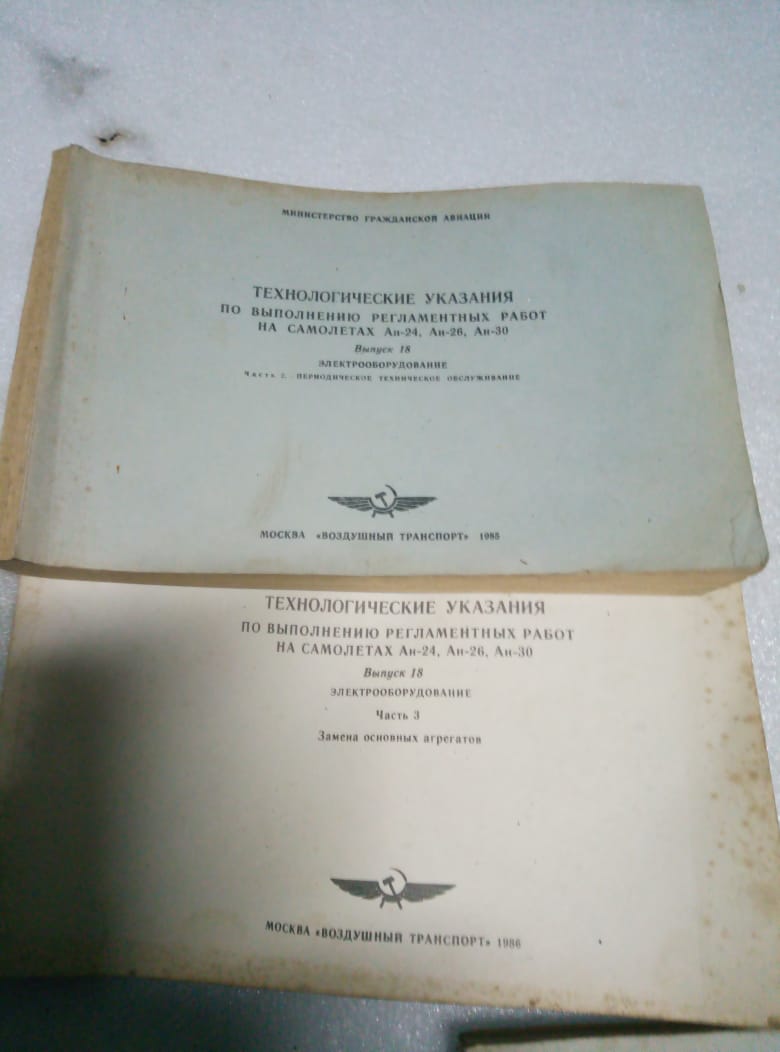 МИНИСТЕРСТВО ГРАЖДАНСКОЙ АВИАЦИИ
ТЕХНОЛОГИЧЕСКИЕ УКАЗАНИЯ
ПО ВЫПОЛНЕНИЮ РЕГЛАМЕНТНЫХ РАБОТ
НА САМОЛЕТАХ Ан-24, Ан-26, Ан-30
Выпуск 18
ЭЛЕКТРООБОРУДОВАНИЕ
Часть 2. ПЕРИОДИЧЕСКОЕ ТЕХНИЧЕСКОЕ ОБСЛУЖИВАНИЕ
МОСКВА «ВОЗДУШНЫЙ ТРАНСПОРТ» 1985
ТЕХНОЛОГИЧЕСКИЕ УКАЗАНИЯ
ПО ВЫПОЛНЕНИЮ РЕГЛАМЕНТНЫХ РАБОТ
НА САМОЛЕТАХ Ан-24, Ан-26, Ан-30
Выпуск 18
ЭЛЕКТРООБОРУДОВАНИЕ
Часть 3
Замена основных агрегатов
МОСКВА «ВОЗДУШНЫЙ ТРАНСПОРТ» 1986